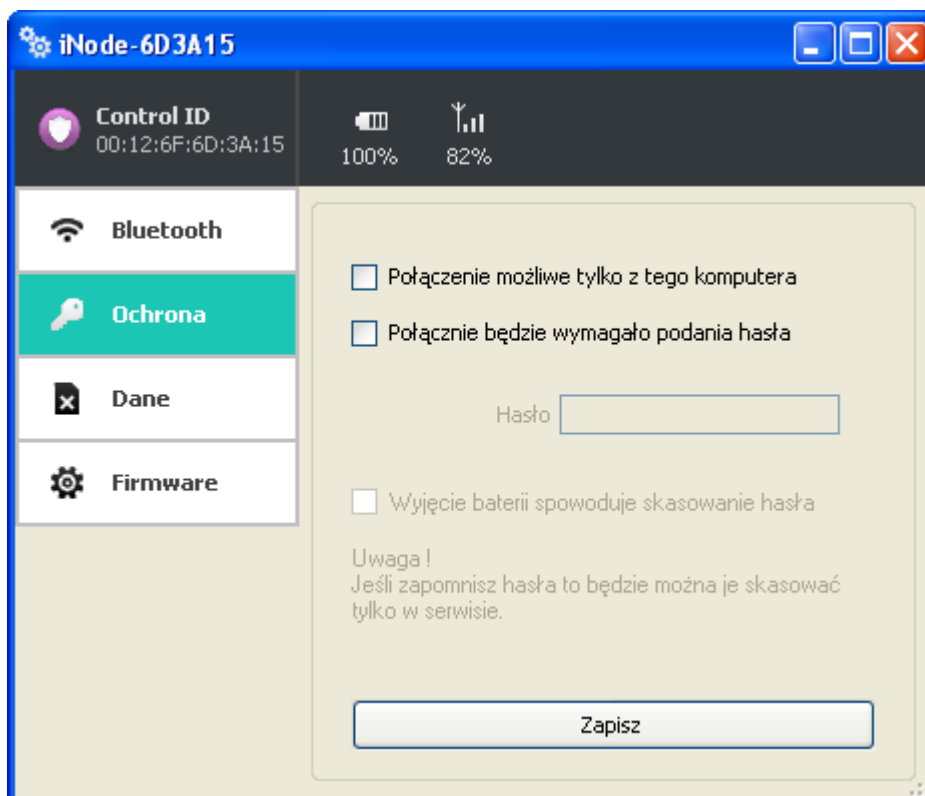 iNode-6D3A15
Control ID
00:12:6F:6D:3A:15
100%
82%
Bluetooth
Ochrona
Dane
Firmware
Połączenie możliwe tylko z tego komputera
Połącznie będzie wymagało podania hasła
Hasło
Wyjęcie baterii spowoduje skasowanie hasła
Uwaga !
Jeśli zapomnisz hasła to będzie można je skasować
tylko w serwisie.
Zapisz